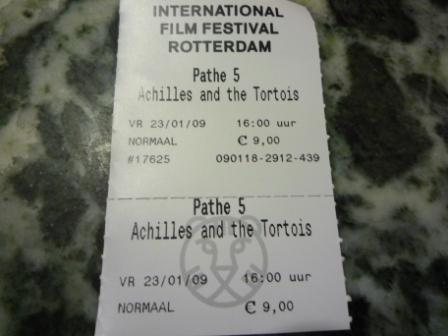 INTERNATIONAL
FILM FESTIVAL
ROTTERDAM
Pathe 5
Achilles and the Tortois
VR 23/01/09 16:00 uur
NORMAAL € 9,00
#17625 090118-2912-439
Pathe 5
Achilles and the Tortois
VR 23/01/09 16:00 uur
NORMAAL € 9,00